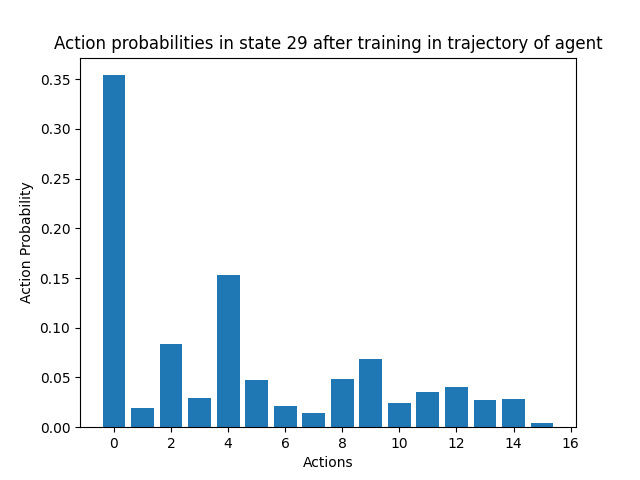 Action probabilities in state 29 after training in trajectory of agent
0.35
0.30
0.25
0.20
0.15
0.10
0.05
0.00
Action Probability
0 2 4 6 8 10 12 14 16
Actions